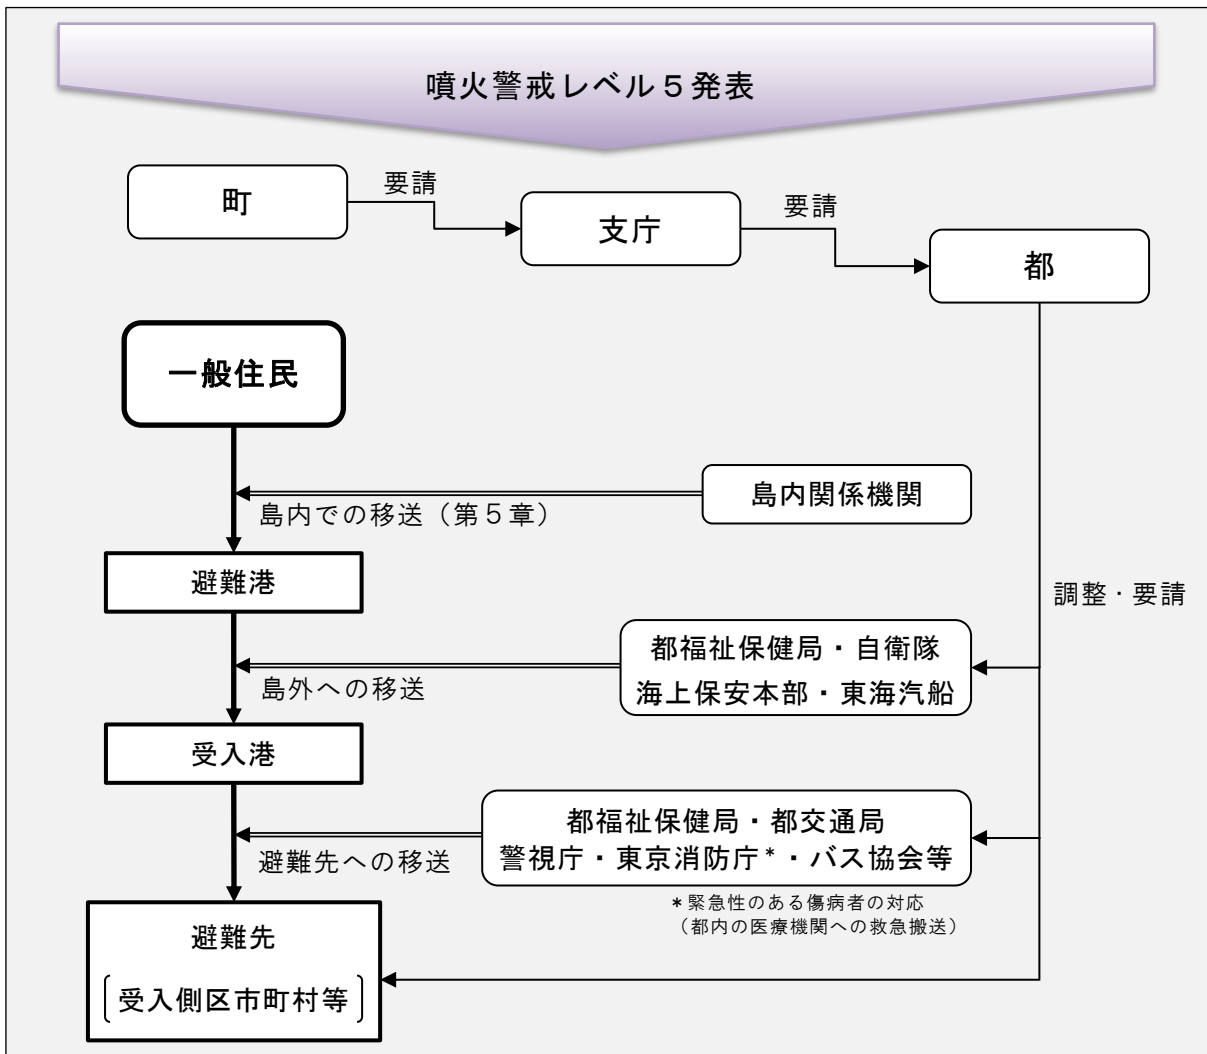 噴火警戒レベル５発表
町
要請
支庁
要請
都
一般住民
島内関係機関
島内での移送（第５章）
避難港
調整・要請
都福祉保健局・自衛隊
海上保安本部・東海汽船
島外への移送
受入港
都福祉保健局・都交通局
警視庁・東京消防庁*・バス協会等
避難先への移送
*緊急性のある傷病者の対応
（都内の医療機関への救急搬送）
避難先
〔受入側区市町村等〕